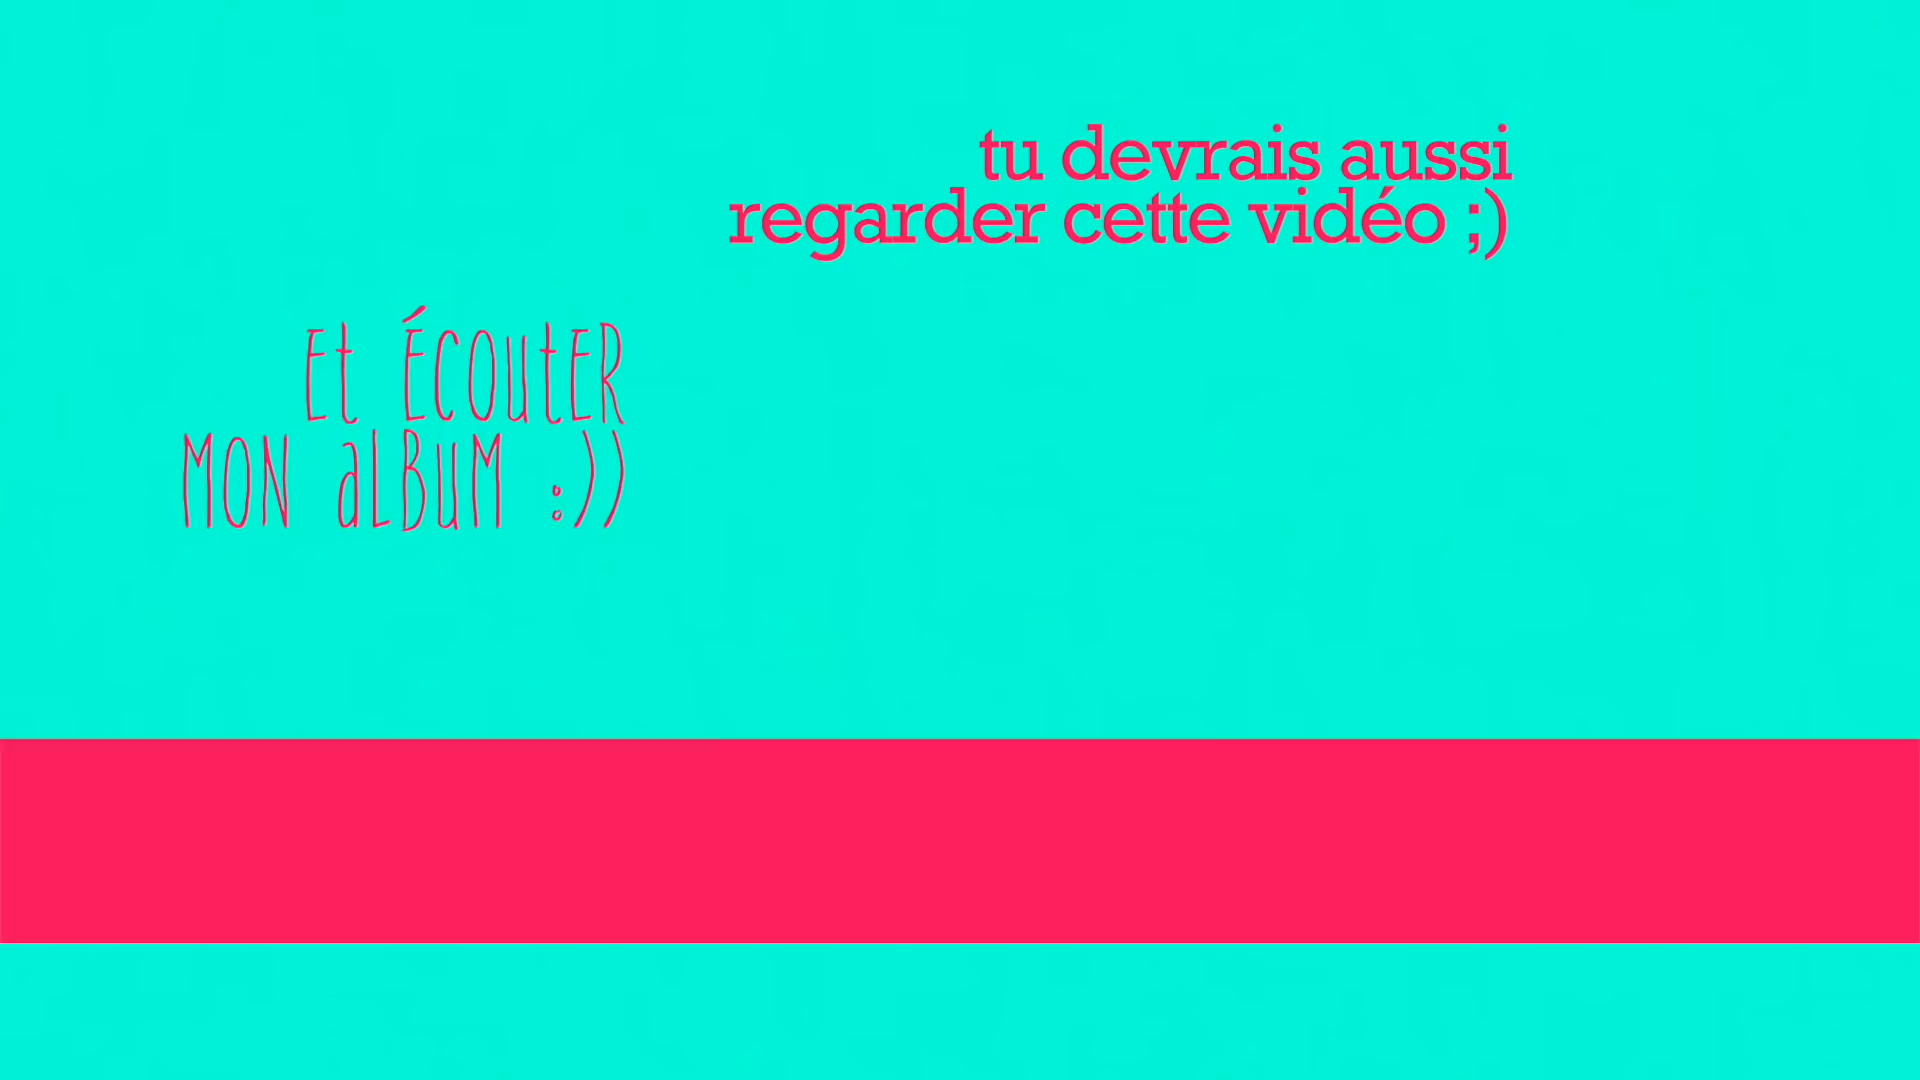 tu devrais aussi
regarder cette vidéo ;)
Et ÉcoutER
MON alBuM :))